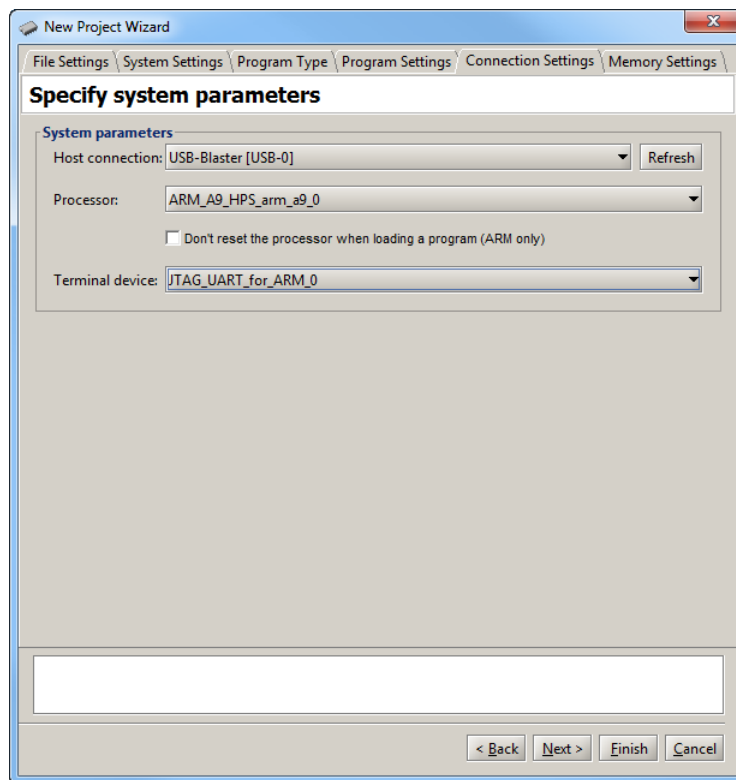 New Project Wizard
File Settings System Settings Program Type Program Settings Connection Settings Memory Settings
Specify system parameters
System parameters
Host connection: USB-Blaster [USB-0] Refresh
Processor: ARM_A9_HPS_arm_a9_0
Don't reset the processor when loading a program (ARM only)
Terminal device: JTAG_UART_for_ARM_0
< Back Next > Finish Cancel